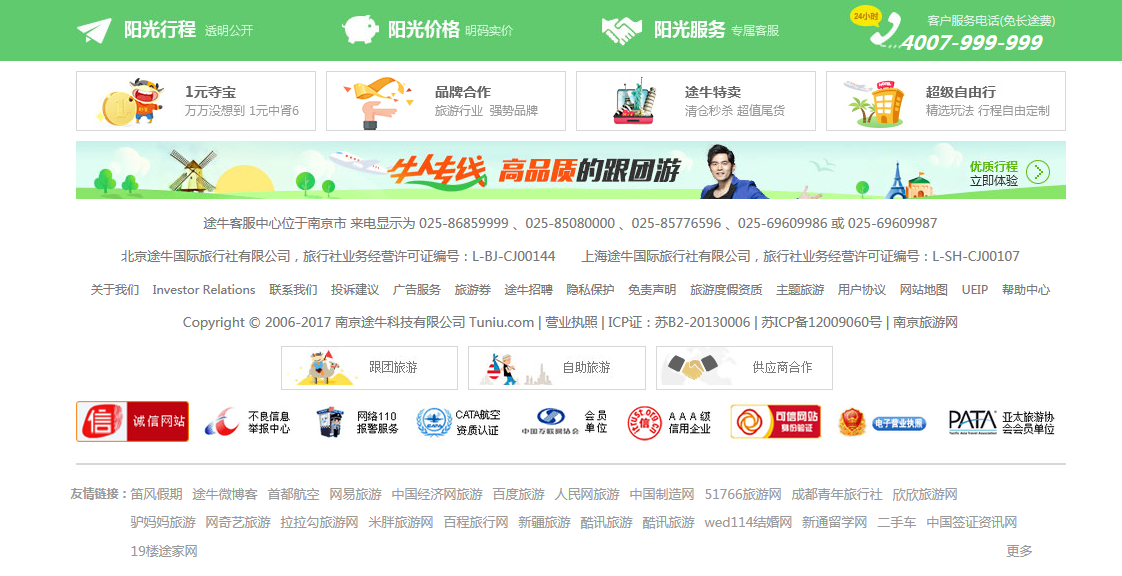 阳光行程 透明公开 阳光价格 明码实价 阳光服务 专属客服 24小时 客户服务电话(免长途费)
4007-999-999
1元夺宝 品牌合作 途牛特卖 超级自由行
万万没想到 1元中肾6 旅游行业 强势品牌 清仓秒杀 超值尾货 精选玩法 行程自由定制
牛人专线 高品质的跟团游 优质行程
立即体验
途牛客服中心位于南京市 来电显示为 025-86859999 、025-85080000 、025-85776596 、025-69609986 或 025-69609987
北京途牛国际旅行社有限公司，旅行社业务经营许可证编号：L-BJ-CJ00144 上海途牛国际旅行社有限公司，旅行社业务经营许可证编号：L-SH-CJ00107
关于我们 Investor Relations 联系我们 投诉建议 广告服务 旅游券 途牛招聘 隐私保护 免责声明 旅游度假资质 主题旅游 用户协议 网站地图 UEIP 帮助中心
Copyright © 2006-2017 南京途牛科技有限公司 Tuniu.com | 营业执照 | ICP证：苏B2-20130006 | 苏ICP备12009060号 | 南京旅游网
跟团旅游 自助旅游 供应商合作
信 诚信网站 不良信息 网络110 CATA航空 会员 AAA级 可信网站 电子营业执照 PATA 亚太旅游协
举报中心 报警服务 资质认证 中国互联网协会 单位 信用企业 身份验证 会会员单位
友情链接：笛风假期 途牛微博客 首都航空 网易旅游 中国经济网旅游 百度旅游 人民网旅游 中国制造网 51766旅游网 成都青年旅行社 欣欣旅游网
驴妈妈旅游 网奇艺旅游 拉拉勾旅游网 米胖旅游网 百程旅行网 新疆旅游 酷讯旅游 酷讯旅游 wed114结婚网 新通留学网 二手车 中国签证资讯网
19楼途家网 更多